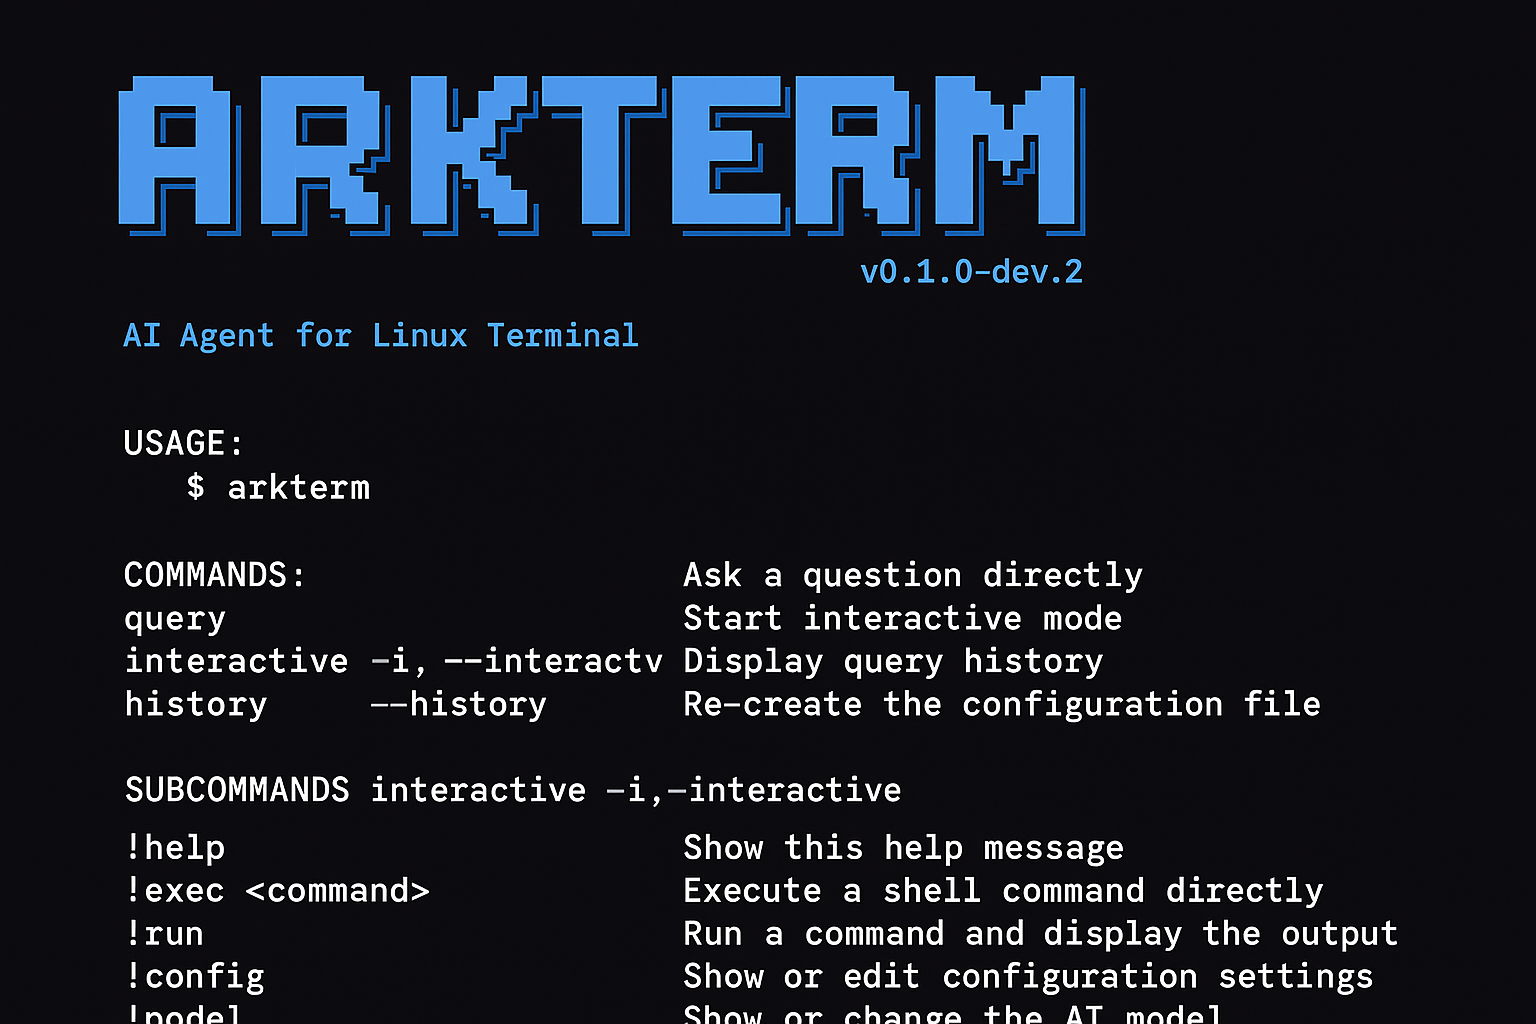 ARKTERM
v0.1.0-dev.2
AI Agent for Linux Terminal
USAGE:
$ arkterm
COMMANDS: Ask a question directly
query Start interactive mode
interactive -i, --interactv Display query history
history --history Re-create the configuration file
SUBCOMMANDS interactive -i,-interactive
!help Show this help message
!exec <command> Execute a shell command directly
!run Run a command and display the output
!config Show or edit configuration settings
!podel Show or change the AI model